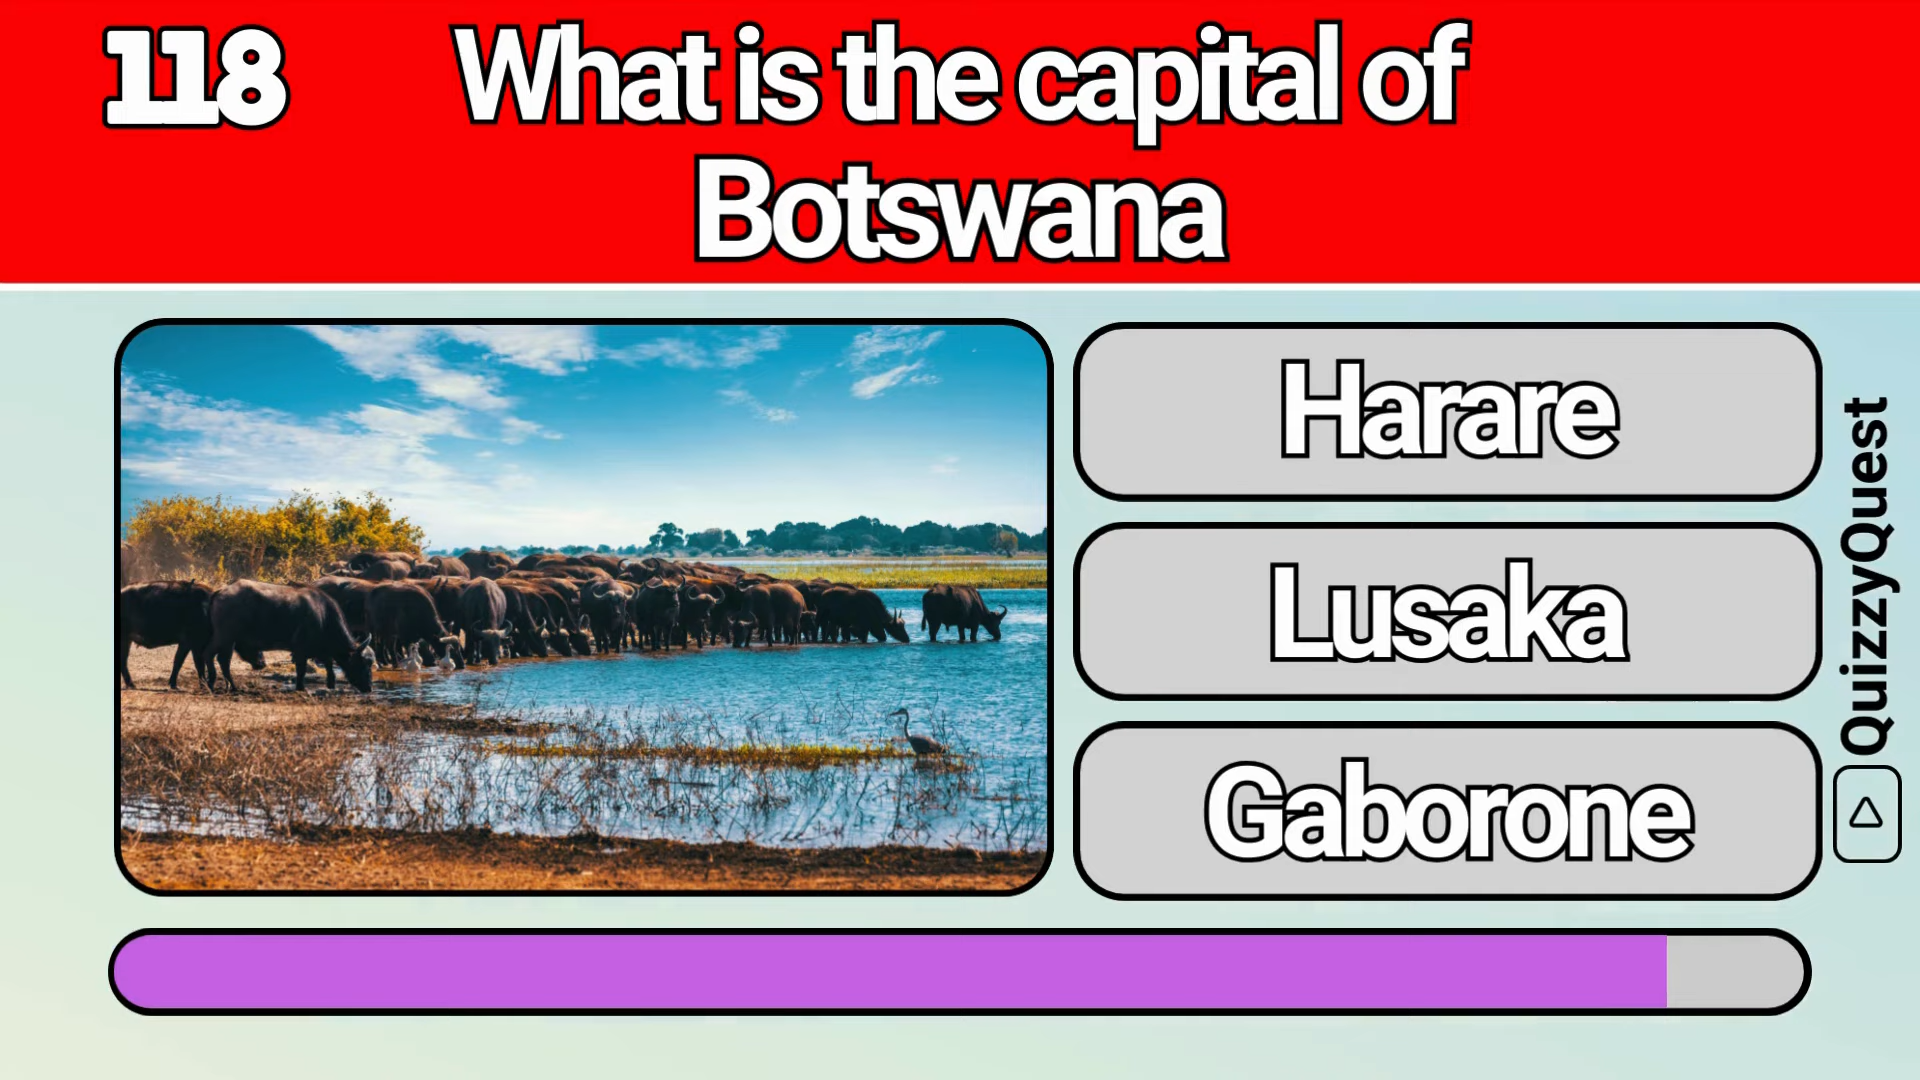 118
What is the capital of
Botswana
Harare
Lusaka
Gaborone
QuizzyQuest